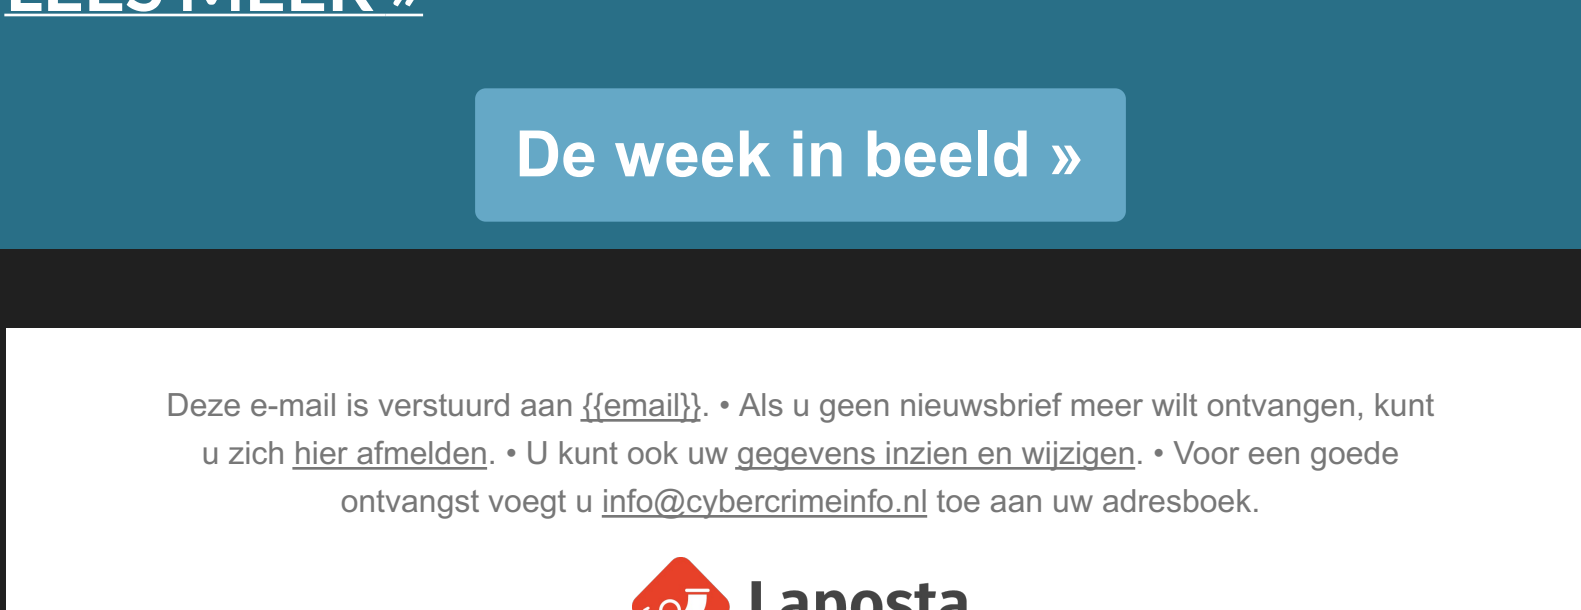 LEES MEER »
De week in beeld »
Deze e-mail is verstuurd aan {{email}}. • Als u geen nieuwsbrief meer wilt ontvangen, kunt
u zich hier afmelden. • U kunt ook uw gegevens inzien en wijzigen. • Voor een goede
ontvangst voegt u info@cybercrimeinfo.nl toe aan uw adresboek.
Laposta